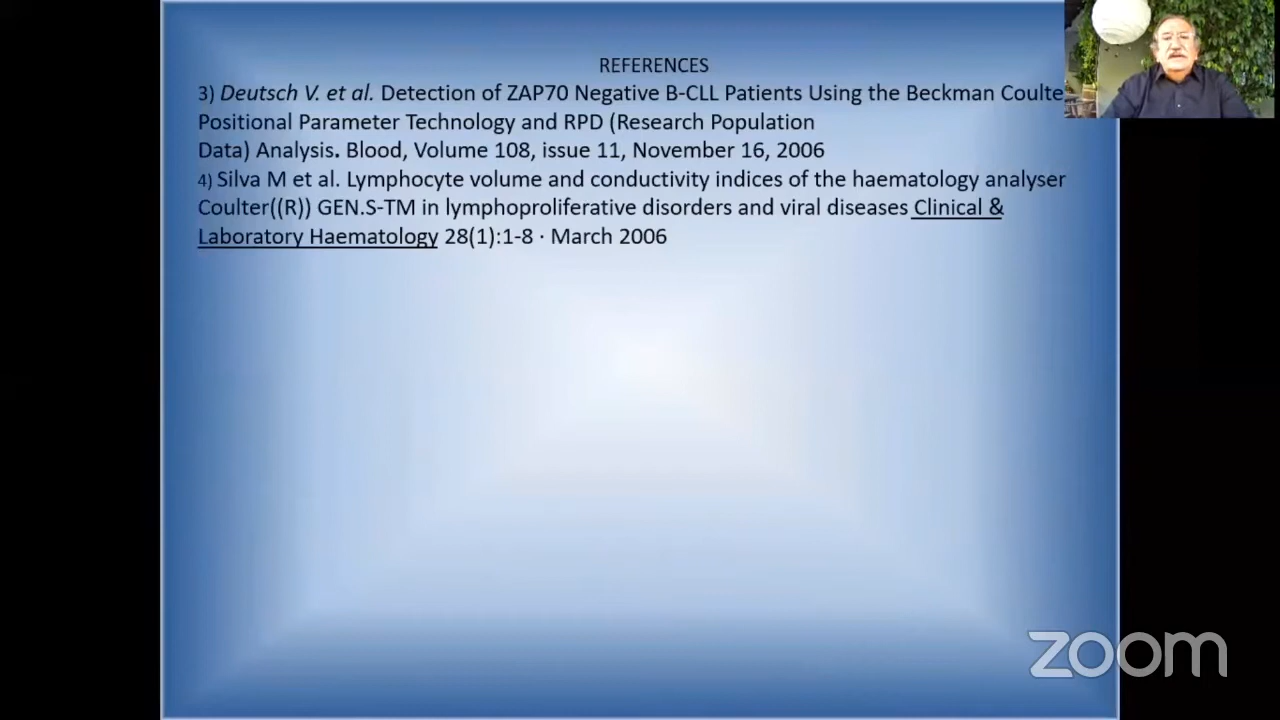 REFERENCES
3) Deutsch V. et al. Detection of ZAP70 Negative B-CLL Patients Using the Beckman Coulte
Positional Parameter Technology and RPD (Research Population
Data) Analysis. Blood, Volume 108, issue 11, November 16, 2006
4) Silva M et al. Lymphocyte volume and conductivity indices of the haematology analyser
Coulter((R)) GEN.S-TM in lymphoproliferative disorders and viral diseases Clinical &
Laboratory Haematology 28(1):1-8 · March 2006
zoom